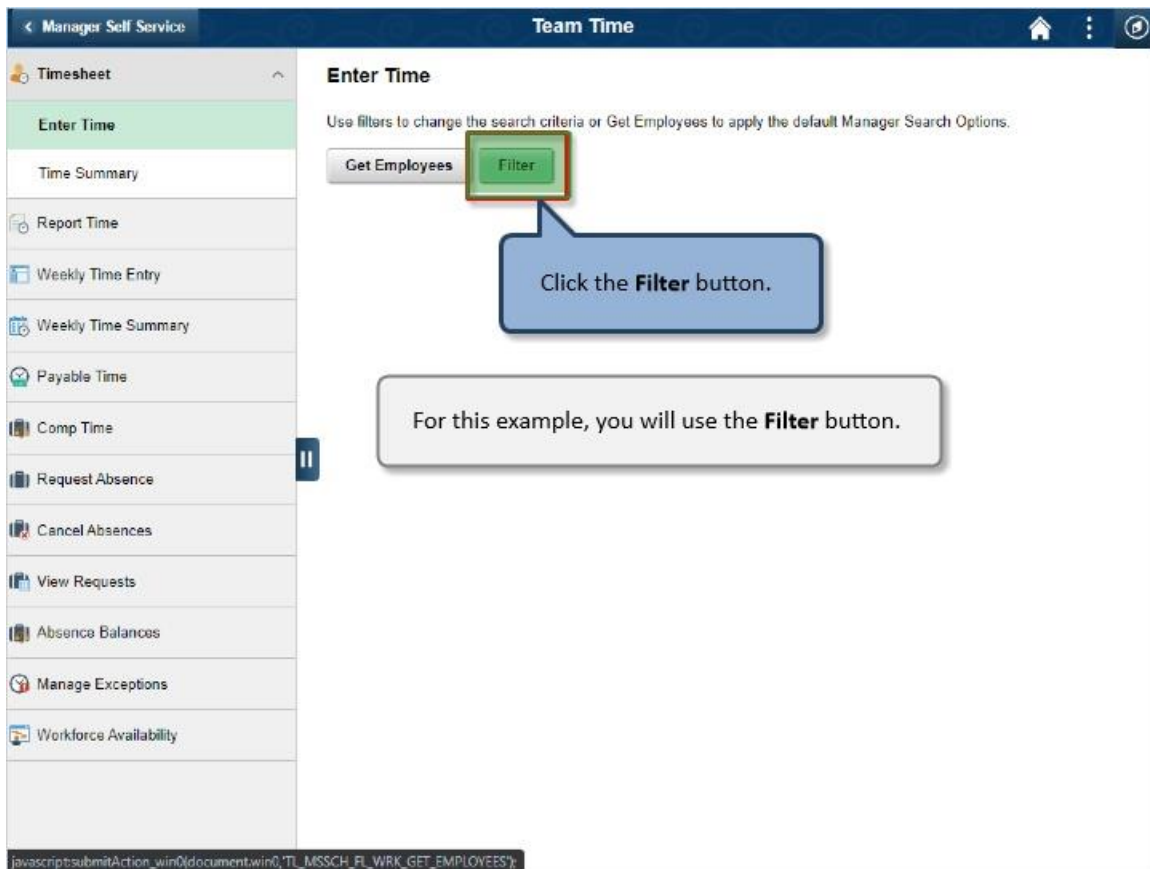 Manager Self Service
Team Time
Timesheet
Enter Time
Time Summary
Report Time
Weekly Time Entry
Weekly Time Summary
Payable Time
Comp Time
Request Absence
Cancel Absences
View Requests
Absence Balances
Manage Exceptions
Workforce Availability
Enter Time
Use filters to change the search criteria or Get Employees to apply the default Manager Search Options.
Get Employees
Filter
Click the Filter button.
For this example, you will use the Filter button.
javascript:submitAction_win0(document.win0,'TL_MSSCH_FL_WRK_GET_EMPLOYEES');